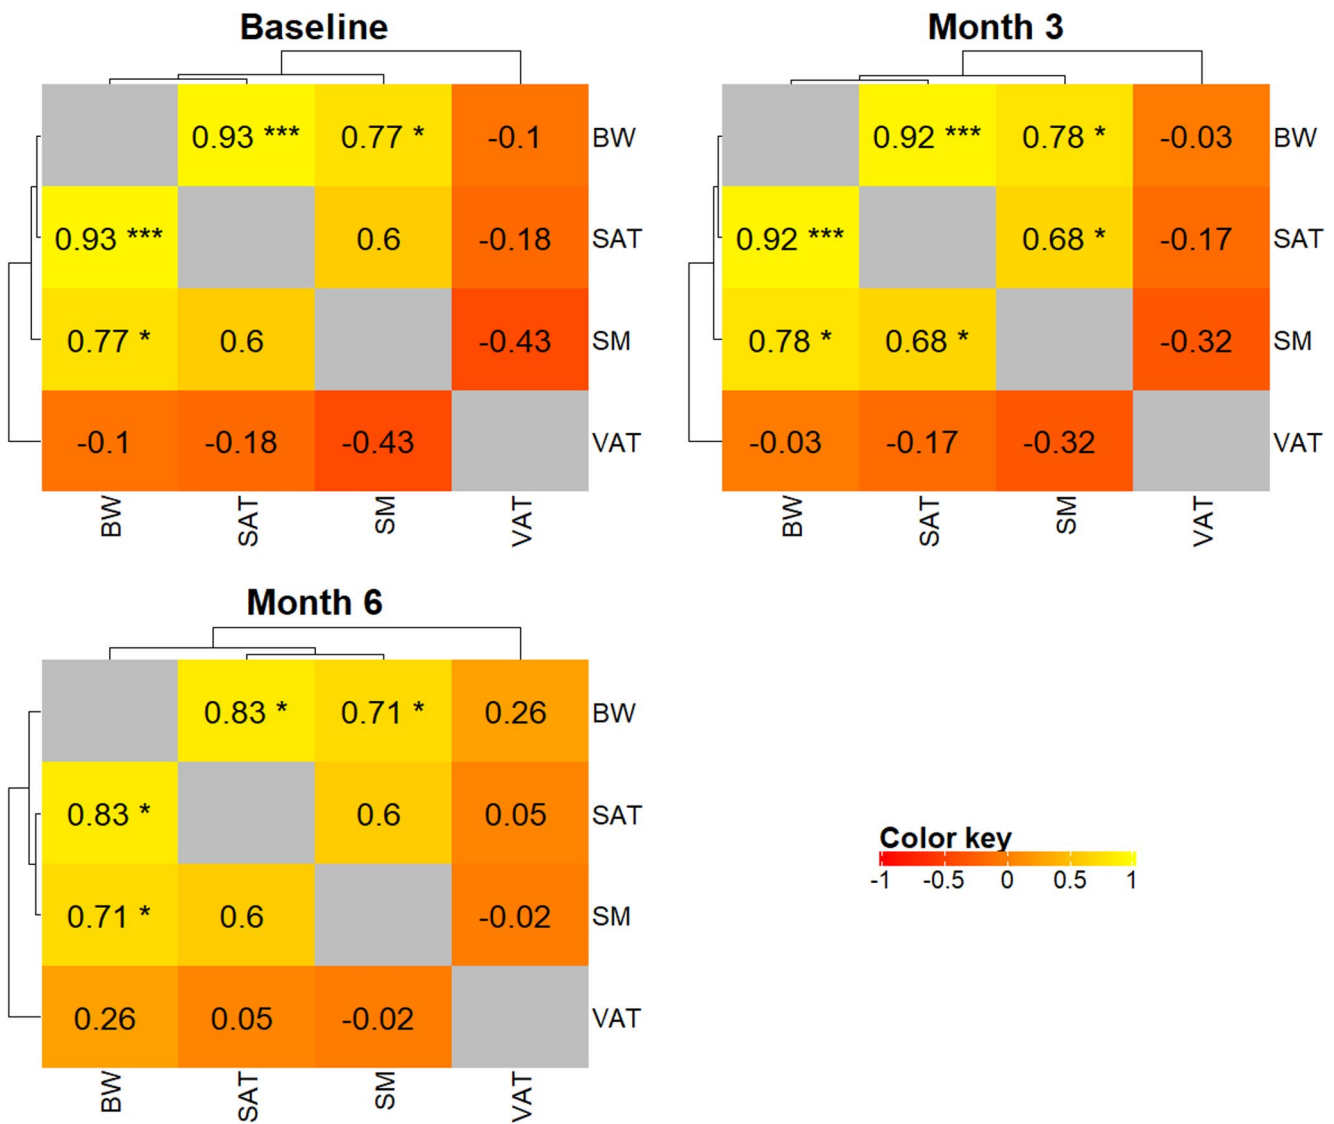 Baseline
0.93 *** 0.77 * -0.1 BW
0.93 *** 0.6 -0.18 SAT
0.77 * 0.6 -0.43 SM
-0.1 -0.18 -0.43 VAT
BW SAT SM VAT
Month 3
0.92 *** 0.78 * -0.03 BW
0.92 *** 0.68 * -0.17 SAT
0.78 * 0.68 * -0.32 SM
-0.03 -0.17 -0.32 VAT
BW SAT SM VAT
Month 6
0.83 * 0.71 * 0.26 BW
0.83 * 0.6 0.05 SAT
0.71 * 0.6 -0.02 SM
0.26 0.05 -0.02 VAT
BW SAT SM VAT
Color key
-1 -0.5 0 0.5 1